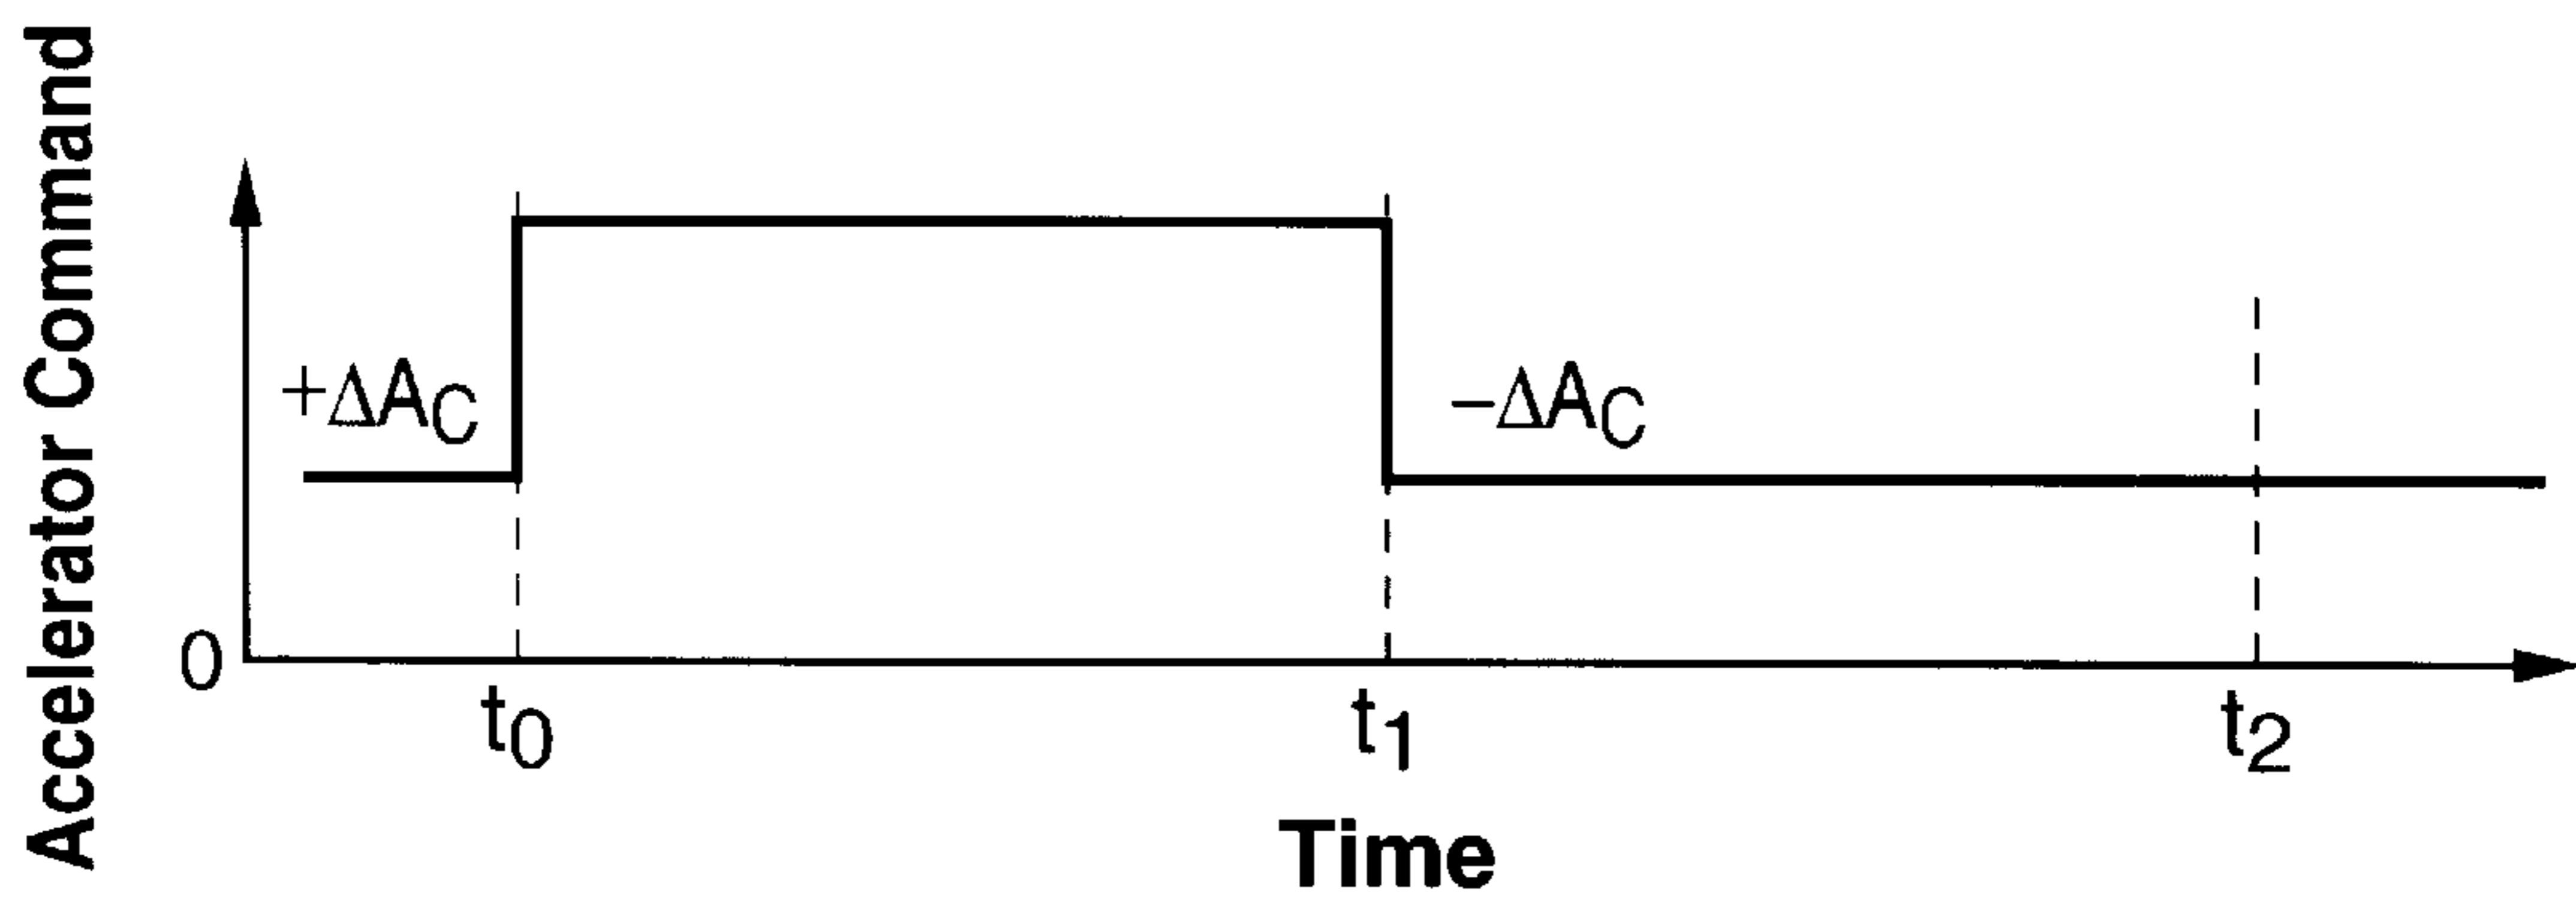 Accelerator Command
+ΔAC
−ΔAC
0
t0
t1
t2
Time